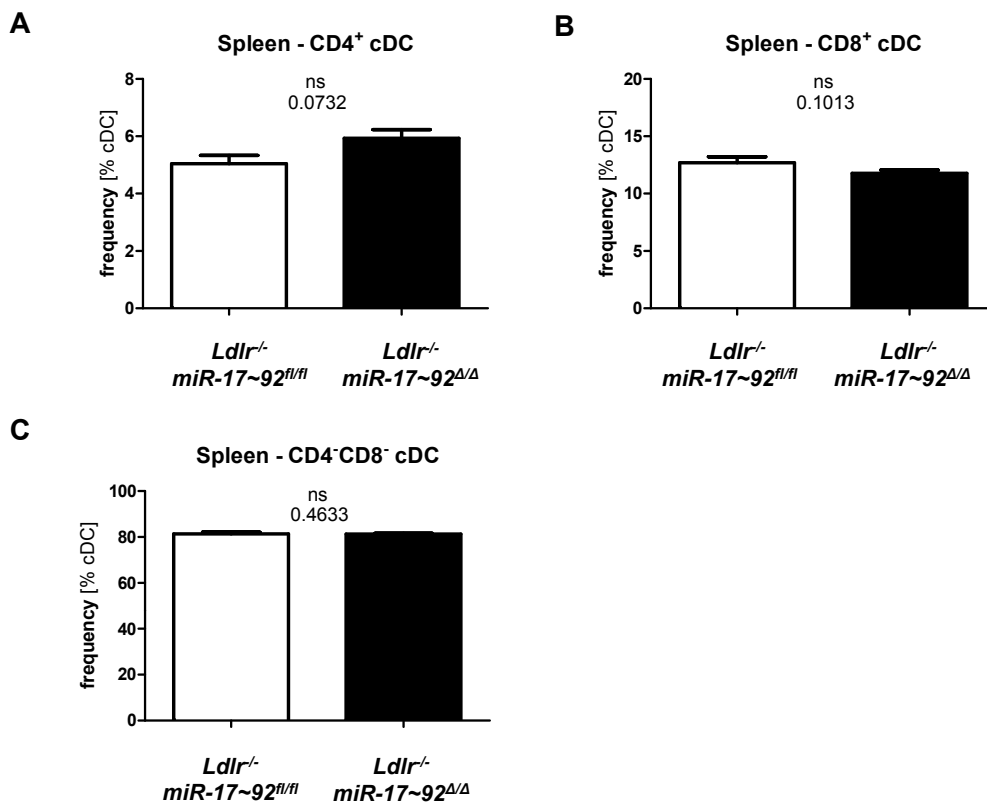 A
Spleen - CD4⁺ cDC
ns
0.0732
frequency [% cDC]
8
6
4
2
0
Ldlr⁻/⁻
miR-17~92ᶠˡ/ᶠˡ
Ldlr⁻/⁻
miR-17~92Δ/Δ
B
Spleen - CD8⁺ cDC
ns
0.1013
frequency [% cDC]
20
15
10
5
0
Ldlr⁻/⁻
miR-17~92ᶠˡ/ᶠˡ
Ldlr⁻/⁻
miR-17~92Δ/Δ
C
Spleen - CD4⁻CD8⁻ cDC
ns
0.4633
frequency [% cDC]
100
80
60
40
20
0
Ldlr⁻/⁻
miR-17~92ᶠˡ/ᶠˡ
Ldlr⁻/⁻
miR-17~92Δ/Δ